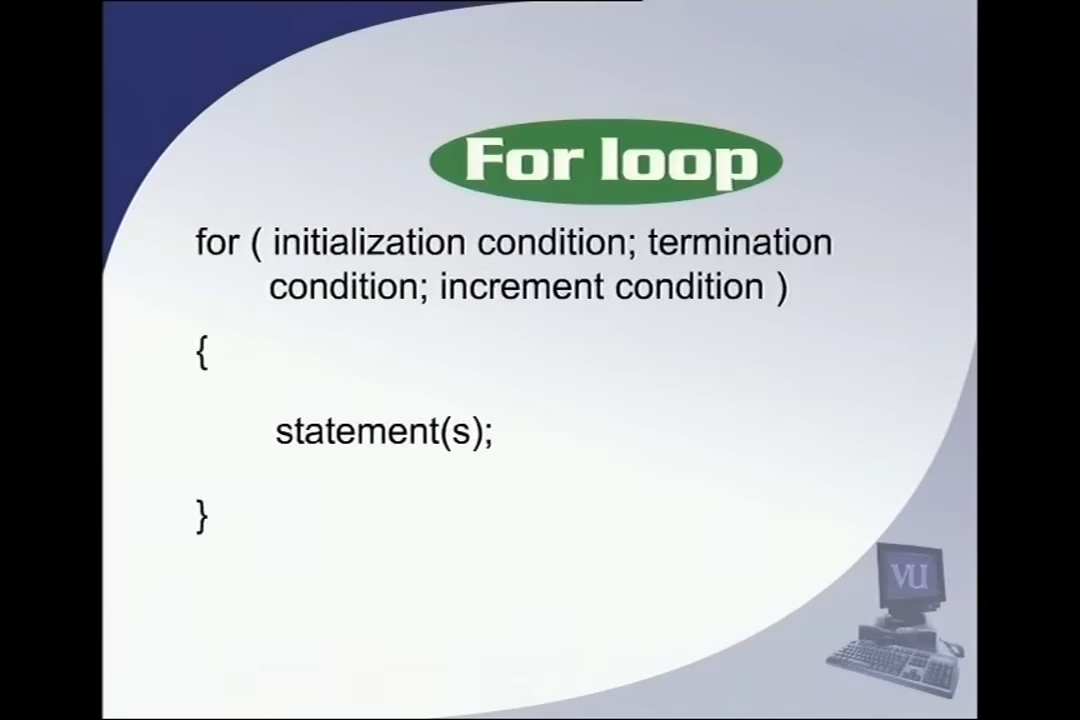 For loop
for ( initialization condition; termination
condition; increment condition )
{
statement(s);
}
VU